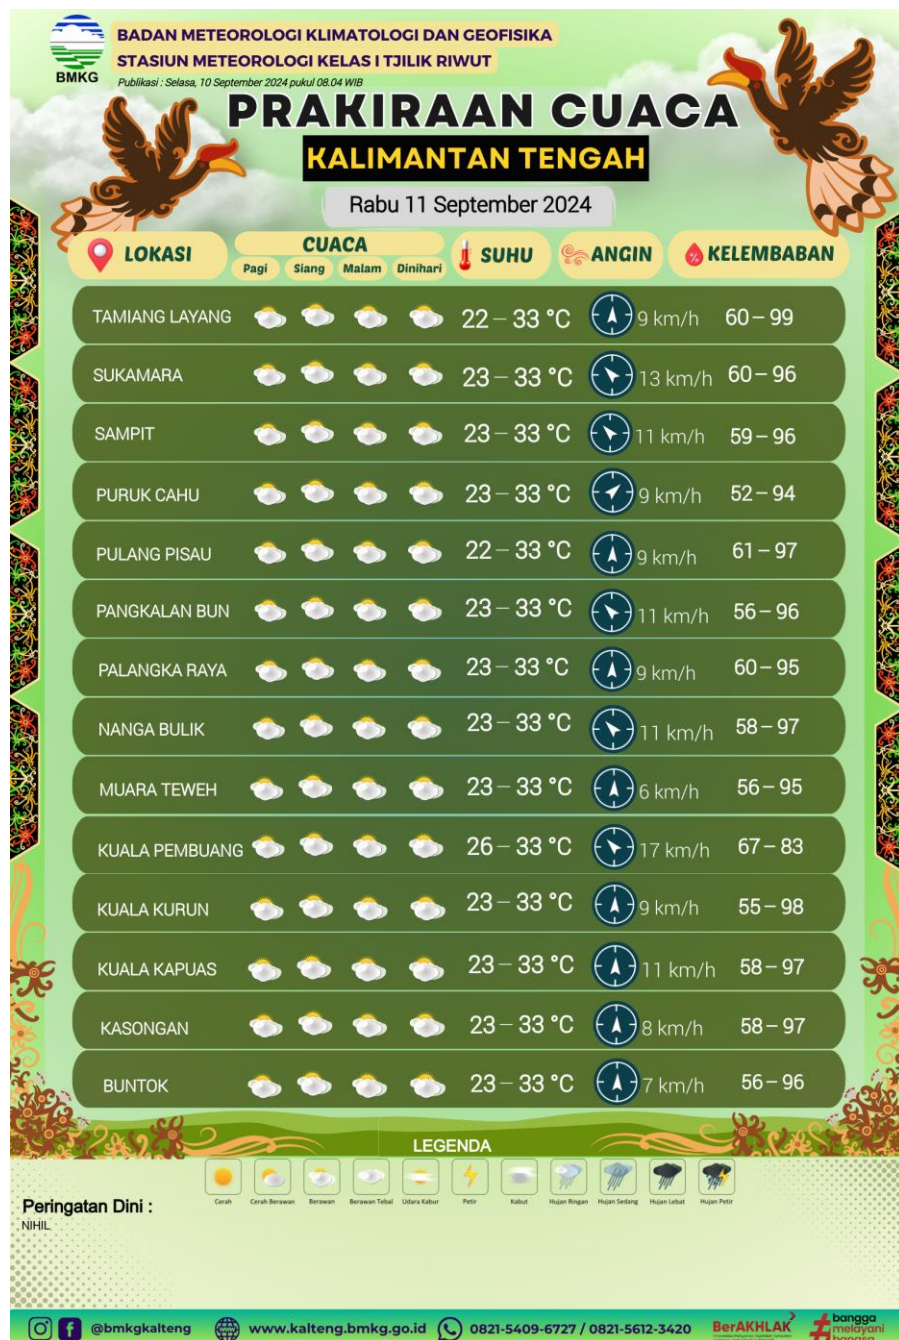 BADAN METEOROLOGI KLIMATOLOGI DAN GEOFISIKA
STASIUN METEOROLOGI KELAS I TJILIK RIWUT
BMKG
Publikasi : Selasa, 10 September 2024 pukul 08.04 WIB
PRAKIRAAN CUACA
KALIMANTAN TENGAH
Rabu 11 September 2024
LOKASI CUACA SUHU ANGIN % KELEMBABAN
Pagi Siang Malam Dinihari
TAMIANG LAYANG 22 – 33 °C 9 km/h 60 – 99
SUKAMARA 23 – 33 °C 13 km/h 60 – 96
SAMPIT 23 – 33 °C 11 km/h 59 – 96
PURUK CAHU 23 – 33 °C 9 km/h 52 – 94
PULANG PISAU 22 – 33 °C 9 km/h 61 – 97
PANGKALAN BUN 23 – 33 °C 11 km/h 56 – 96
PALANGKA RAYA 23 – 33 °C 9 km/h 60 – 95
NANGA BULIK 23 – 33 °C 11 km/h 58 – 97
MUARA TEWEH 23 – 33 °C 6 km/h 56 – 95
KUALA PEMBUANG 26 – 33 °C 17 km/h 67 – 83
KUALA KURUN 23 – 33 °C 9 km/h 55 – 98
KUALA KAPUAS 23 – 33 °C 11 km/h 58 – 97
KASONGAN 23 – 33 °C 8 km/h 58 – 97
BUNTOK 23 – 33 °C 7 km/h 56 – 96
LEGENDA
Cerah Cerah Berawan Berawan Berawan Tebal Udara Kabur Petir Kabut Hujan Ringan Hujan Sedang Hujan Lebat Hujan Petir
Peringatan Dini :
NIHIL
@bmkgkalteng www.kalteng.bmkg.go.id 0821-5409-6727 / 0821-5612-3420 BerAKHLAK
# bangga
melayani
bangsa